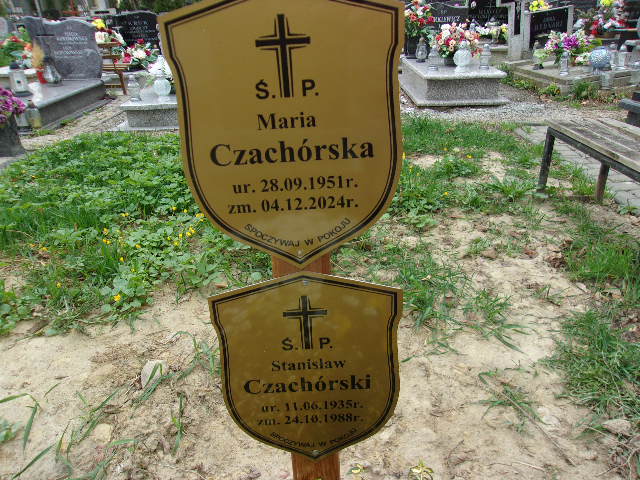 Ś. P.
Maria
Czachórska
ur. 28.09.1951r.
zm. 04.12.2024r.
SPOCZYWAJ W POKOJU
Ś. P.
Stanisław
Czachórski
ur. 11.06.1935r.
zm. 24.10.1988r.
SPOCZYWAJ W POKOJU